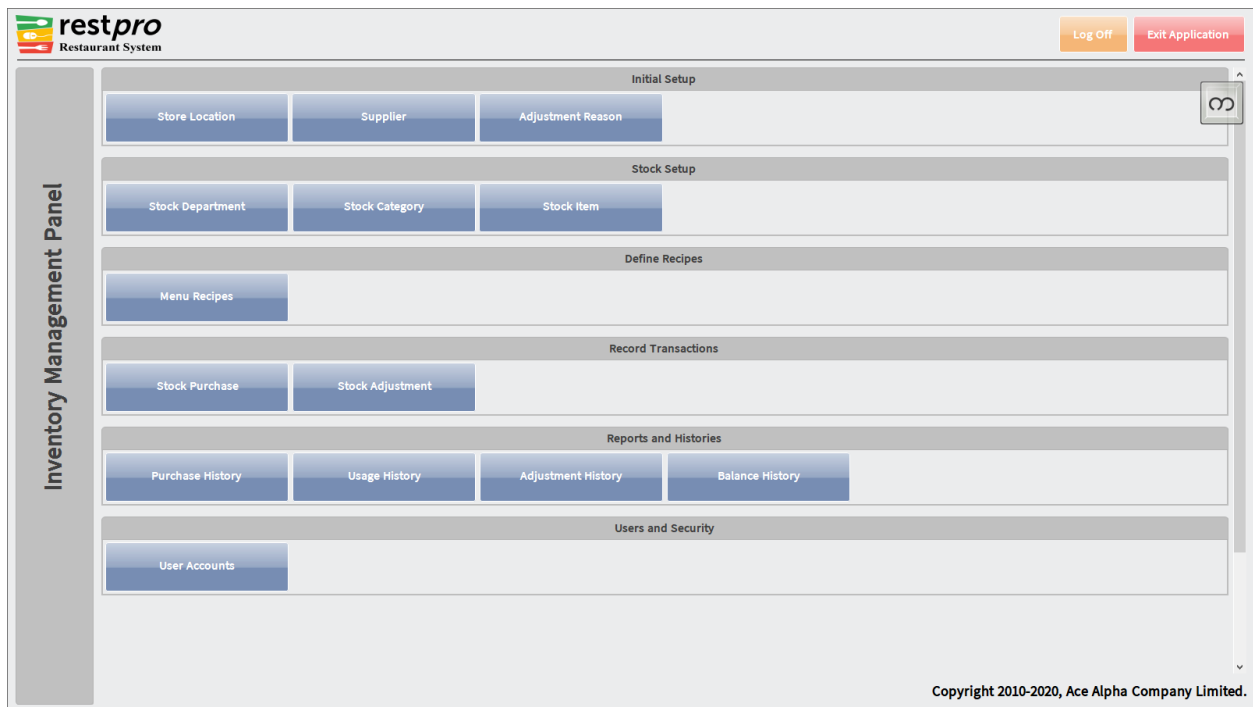 restpro
Restaurant System
Log Off
Exit Application
Inventory Management Panel
Initial Setup
Store Location
Supplier
Adjustment Reason
Stock Setup
Stock Department
Stock Category
Stock Item
Define Recipes
Menu Recipes
Record Transactions
Stock Purchase
Stock Adjustment
Reports and Histories
Purchase History
Usage History
Adjustment History
Balance History
Users and Security
User Accounts
Copyright 2010-2020, Ace Alpha Company Limited.